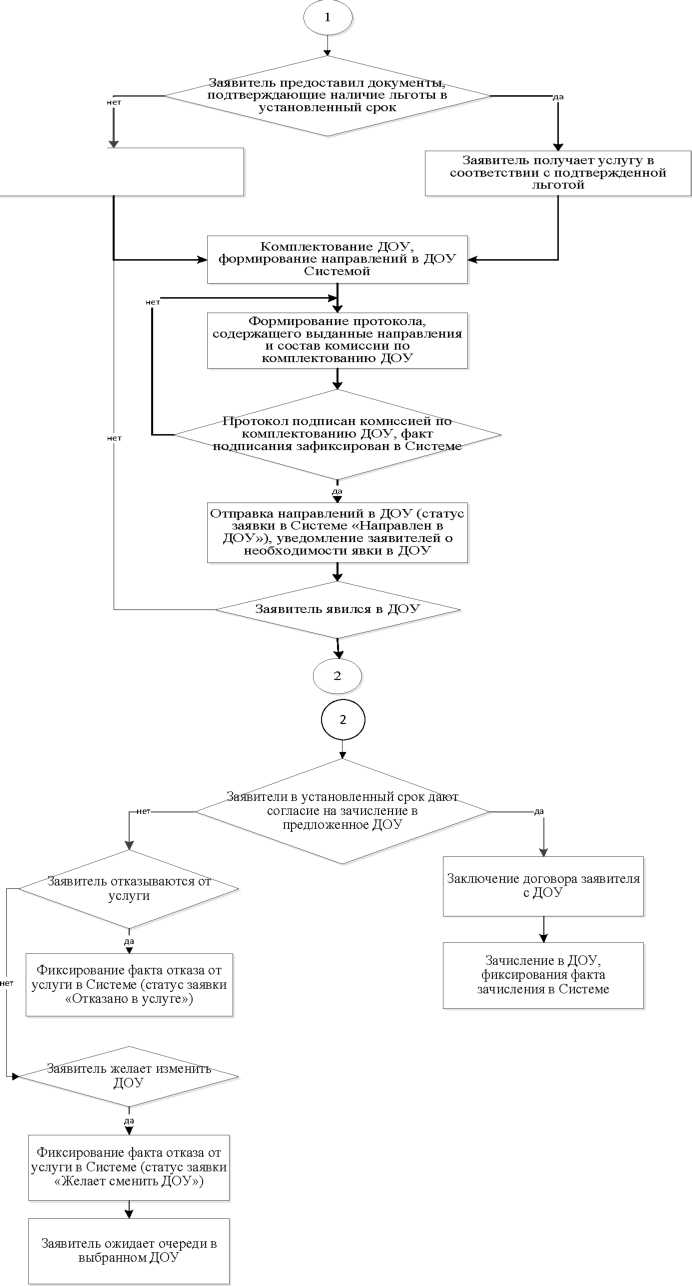 1
Заявитель предоставил документы,
подтверждающие наличие льготы в
установленный срок
нет
да
Заявитель получает услугу в
соответствии с подтвержденной
льготой
Комплектование ДОУ,
формирование направлений в ДОУ
Системой
нет
Формирование протокола,
содержащего выданные направления
и состав комиссии по
комплектованию ДОУ
Протокол подписан комиссией по
комплектованию ДОУ, факт
подписания зафиксирован в Системе
нет
да
Отправка направлений в ДОУ (статус
заявки в Системе «Направлен в
ДОУ»), уведомление заявителей о
необходимости явки в ДОУ
Заявитель явился в ДОУ
2
2
Заявители в установленный срок дают
согласие на зачисление в
предложенное ДОУ
нет
да
Заявитель отказываются от
услуги
Заключение договора заявителя
с ДОУ
да
Фиксирование факта отказа от
услуги в Системе (статус заявки
«Отказано в услуге»)
Зачисление в ДОУ,
фиксирования факта
зачисления в Системе
нет
Заявитель желает изменить
ДОУ
да
Фиксирование факта отказа от
услуги в Системе (статус заявки
«Желает сменить ДОУ»)
Заявитель ожидает очереди в
выбранном ДОУ